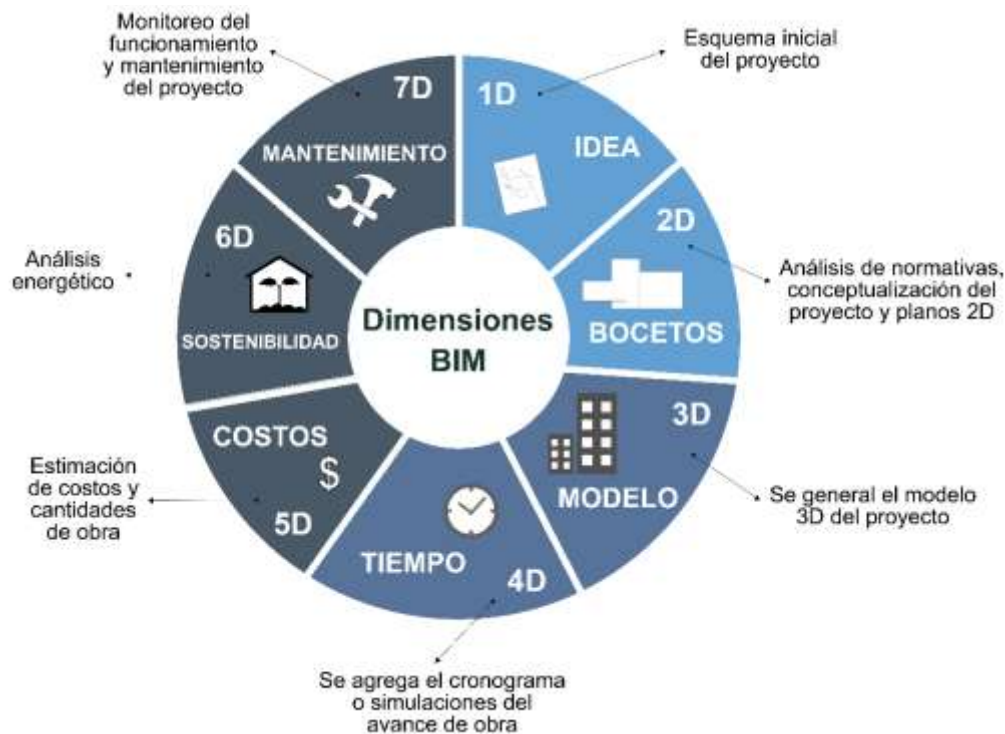 Dimensiones
BIM
1D
IDEA
Esquema inicial
del proyecto
2D
BOCETOS
Análisis de normativas,
conceptualización del
proyecto y planos 2D
3D
MODELO
Se general el modelo
3D del proyecto
4D
TIEMPO
Se agrega el cronograma
o simulaciones del
avance de obra
COSTOS
$
5D
Estimación
de costos y
cantidades
de obra
6D
SOSTENIBILIDAD
Análisis
energético
7D
MANTENIMIENTO
Monitoreo del
funcionamiento
y mantenimiento
del proyecto